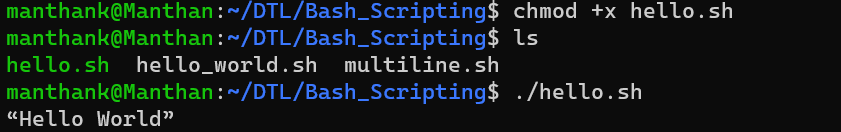 manthank@Manthan:~/DTL/Bash_Scripting$ chmod +x hello.sh
manthank@Manthan:~/DTL/Bash_Scripting$ ls
hello.sh  hello_world.sh  multiline.sh
manthank@Manthan:~/DTL/Bash_Scripting$ ./hello.sh
“Hello World”